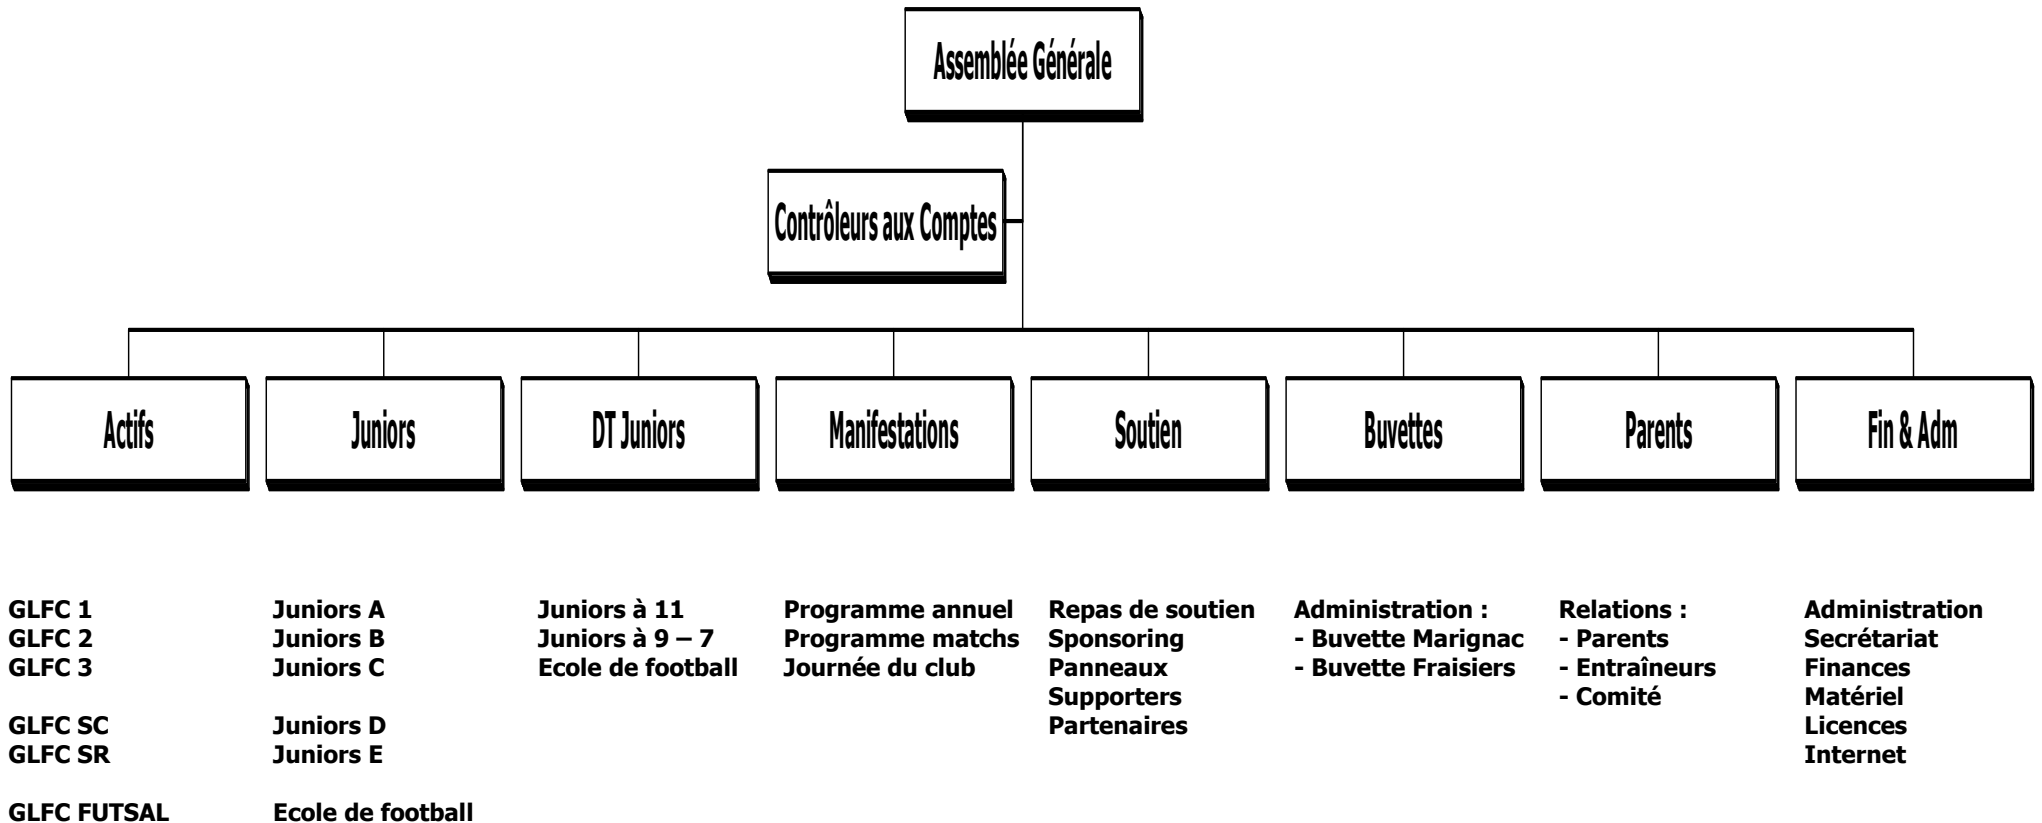 Assemblée Générale
Contrôleurs aux Comptes
Actifs
Juniors
DT Juniors
Manifestations
Soutien
Buvettes
Parents
Fin & Adm
GLFC 1
GLFC 2
GLFC 3
GLFC SC
GLFC SR
GLFC FUTSAL
Juniors A
Juniors B
Juniors C
Juniors D
Juniors E
Ecole de football
Juniors à 11
Juniors à 9 – 7
Ecole de football
Programme annuel
Programme matchs
Journée du club
Repas de soutien
Sponsoring
Panneaux
Supporters
Partenaires
Administration :
- Buvette Marignac
- Buvette Fraisiers
Relations :
- Parents
- Entraîneurs
- Comité
Administration
Secrétariat
Finances
Matériel
Licences
Internet